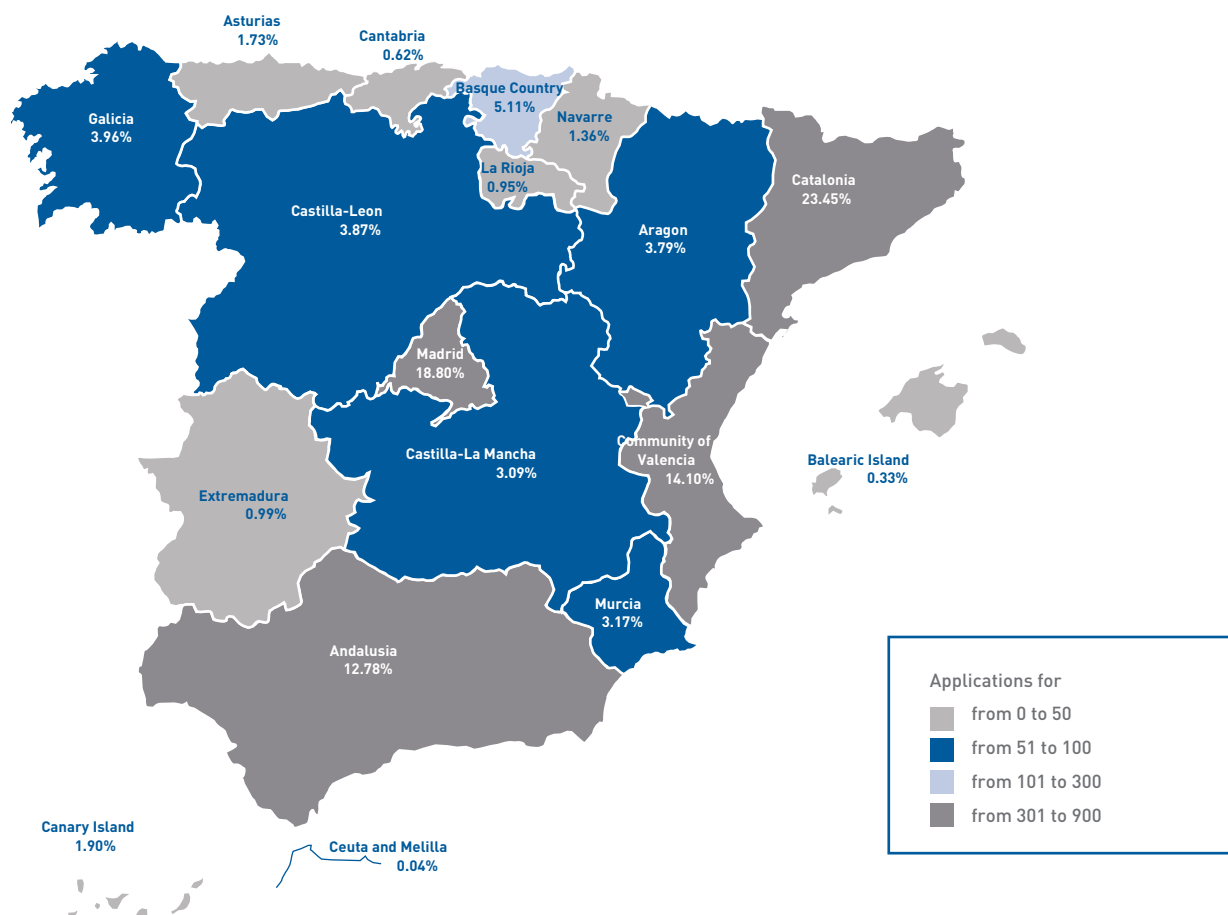 Asturias
1.73%
Cantabria
0.62%
Basque Country
5.11%
Galicia
3.96%
Navarre
1.36%
La Rioja
0.95%
Catalonia
23.45%
Castilla-Leon
3.87%
Aragon
3.79%
Madrid
18.80%
Community of
Valencia
14.10%
Castilla-La Mancha
3.09%
Balearic Island
0.33%
Extremadura
0.99%
Murcia
3.17%
Andalusia
12.78%
Applications for
from 0 to 50
from 51 to 100
from 101 to 300
from 301 to 900
Canary Island
1.90%
Ceuta and Melilla
0.04%